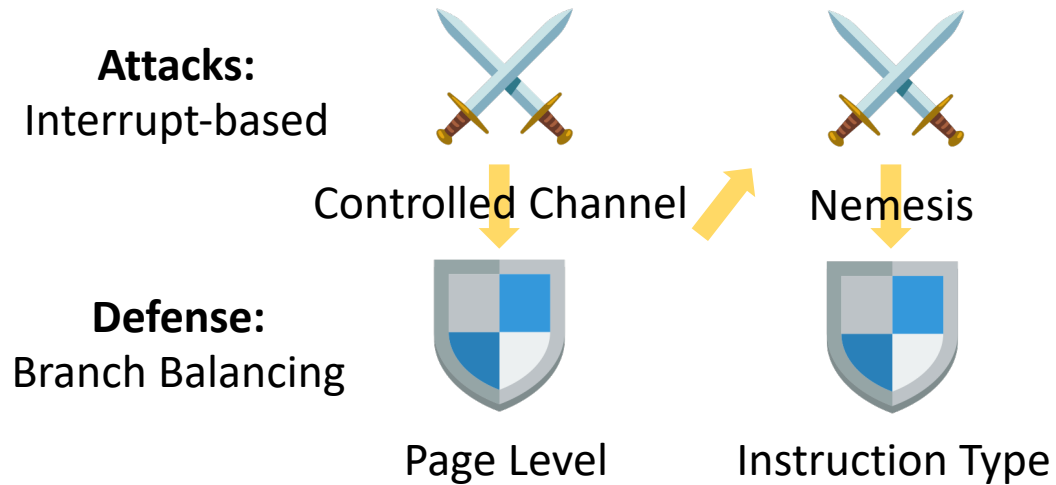 Attacks:
Interrupt-based
Controlled Channel
Nemesis
Defense:
Branch Balancing
Page Level
Instruction Type